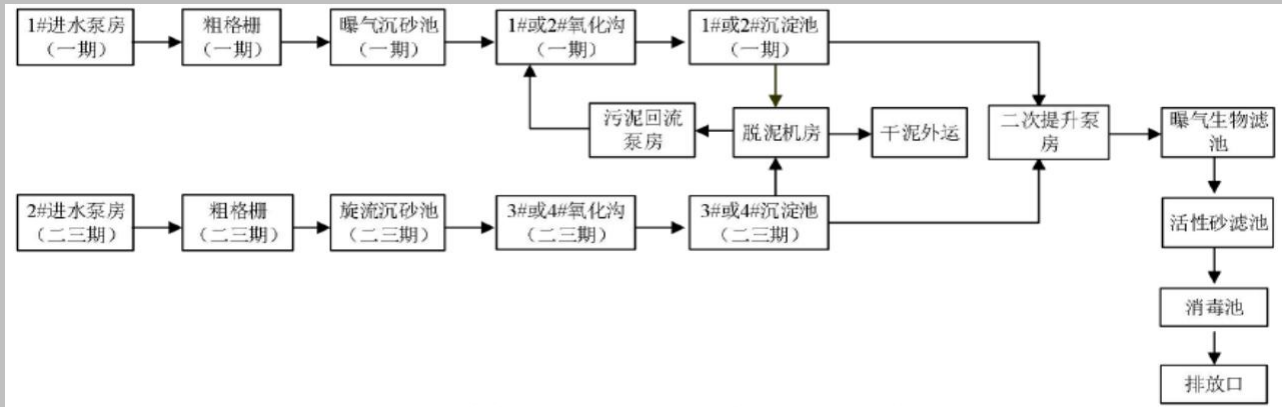 1#进水泵房
（一期）
粗格栅
（一期）
曝气沉砂池
（一期）
1#或2#氧化沟
（一期）
1#或2#沉淀池
（一期）
污泥回流
泵房
脱泥机房
干泥外运
二次提升泵
房
曝气生物滤
池
2#进水泵房
（二三期）
粗格栅
（二三期）
旋流沉砂池
（二三期）
3#或4#氧化沟
（二三期）
3#或4#沉淀池
（二三期）
活性砂滤池
消毒池
排放口